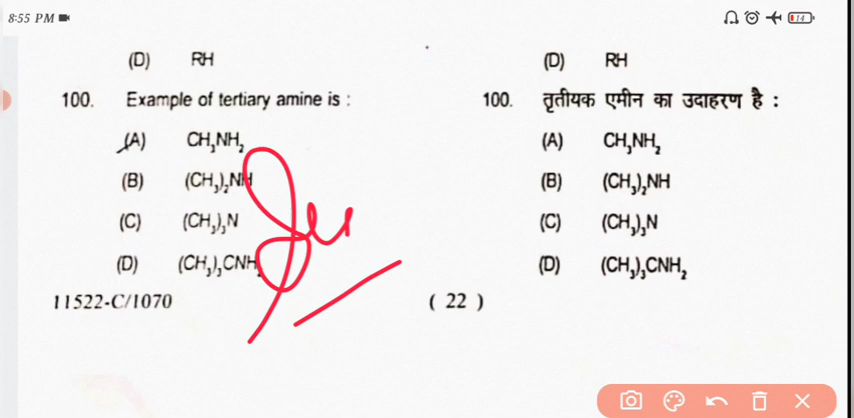 8:55 PM
14
(D) RH
100. Example of tertiary amine is :
(A) CH₃NH₂
(B) (CH₃)₂NH
(C) (CH₃)₃N
(D) (CH₃)₃CNH₂
11522-C/1070
( 22 )
(D) RH
100. तृतीयक एमीन का उदाहरण है :
(A) CH₃NH₂
(B) (CH₃)₂NH
(C) (CH₃)₃N
(D) (CH₃)₃CNH₂